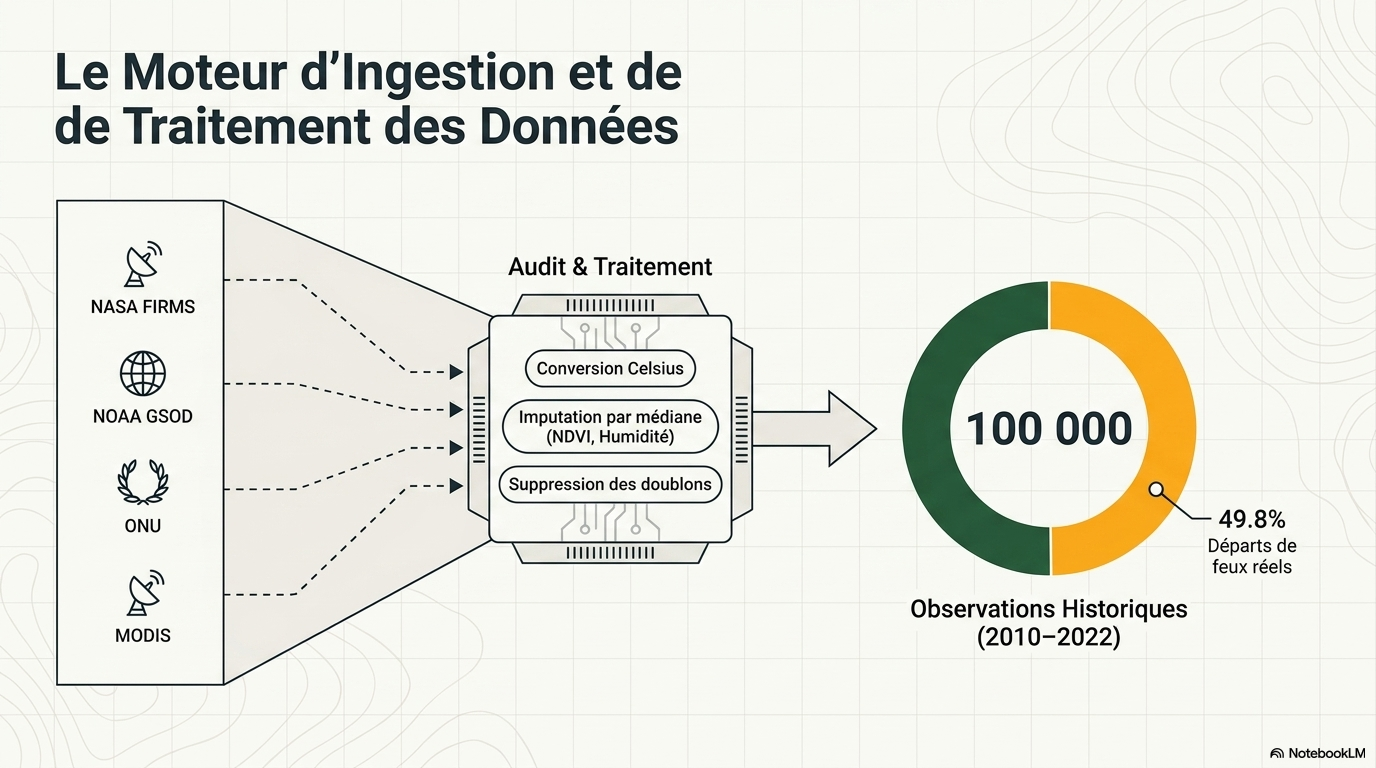 Le Moteur d’Ingestion et de
de Traitement des Données
NASA FIRMS
NOAA GSOD
ONU
MODIS
Audit & Traitement
Conversion Celsius
Imputation par médiane
(NDVI, Humidité)
Suppression des doublons
100 000
49.8%
Départs de
feux réels
Observations Historiques
(2010–2022)
NotebookLM